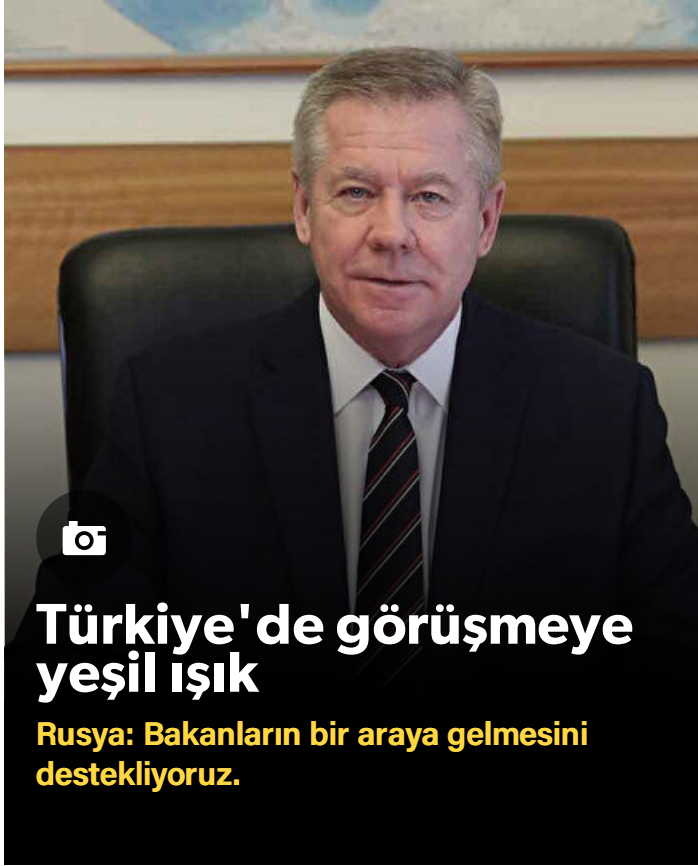 Türkiye'de görüşmeye
yeşil ışık
Rusya: Bakanların bir araya gelmesini
destekliyoruz.